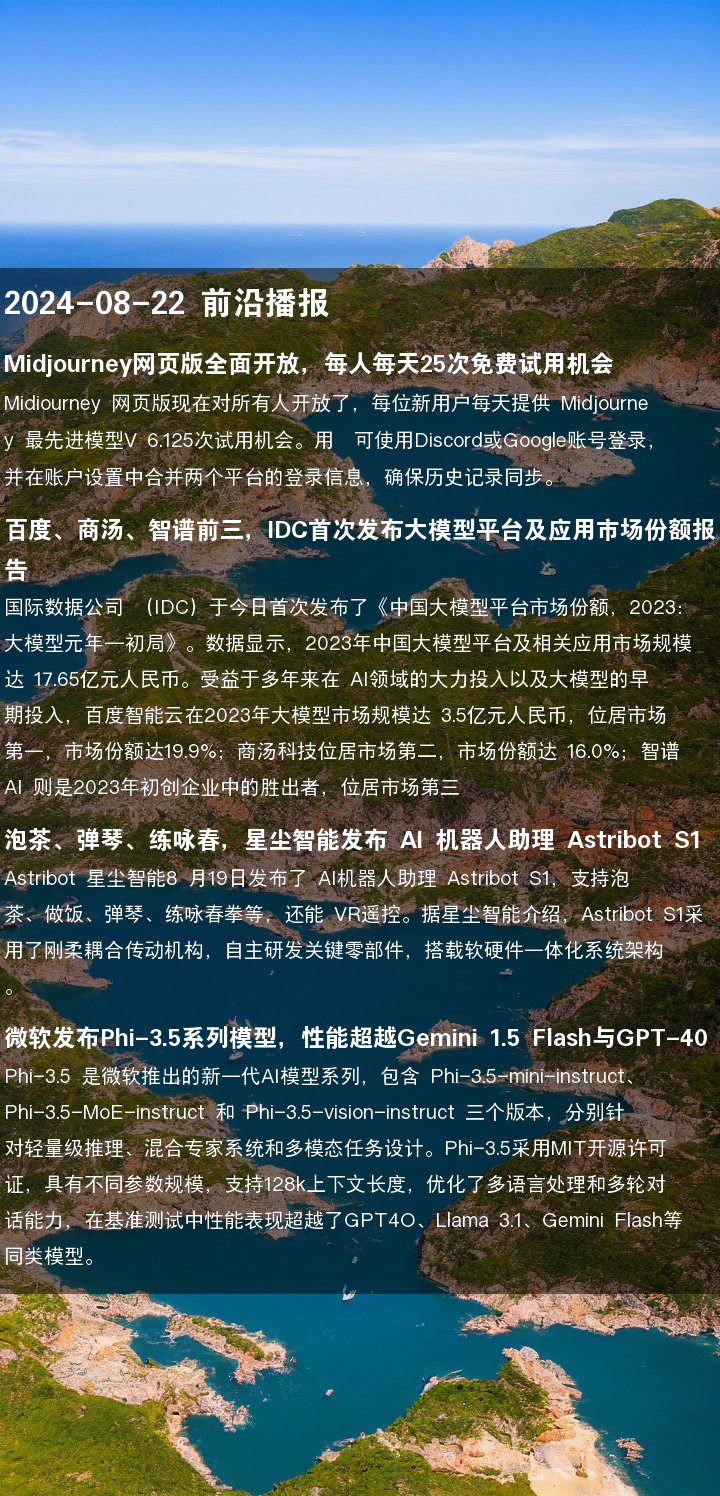 2024-08-22 前沿播报
Midjourney网页版全面开放，每人每天25次免费试用机会
Midiourney 网页版现在对所有人开放了，每位新用户每天提供 Midjourne
y 最先进模型V 6.125次试用机会。用 可使用Discord或Google账号登录，
并在账户设置中合并两个平台的登录信息，确保历史记录同步。
百度、商汤、智谱前三，IDC首次发布大模型平台及应用市场份额报
告
国际数据公司 （IDC）于今日首次发布了《中国大模型平台市场份额，2023：
大模型元年—初局》。数据显示，2023年中国大模型平台及相关应用市场规模
达 17.65亿元人民币。受益于多年来在 AI领域的大力投入以及大模型的早
期投入，百度智能云在2023年大模型市场规模达 3.5亿元人民币，位居市场
第一，市场份额达19.9%；商汤科技位居市场第二，市场份额达 16.0%；智谱
AI 则是2023年初创企业中的胜出者，位居市场第三
泡茶、弹琴、练咏春，星尘智能发布 AI 机器人助理 Astribot S1
Astribot 星尘智能8 月19日发布了 AI机器人助理 Astribot S1，支持泡
茶、做饭、弹琴、练咏春拳等，还能 VR遥控。据星尘智能介绍，Astribot S1采
用了刚柔耦合传动机构，自主研发关键零部件，搭载软硬件一体化系统架构
。
微软发布Phi-3.5系列模型，性能超越Gemini 1.5 Flash与GPT-4O
Phi-3.5 是微软推出的新一代AI模型系列，包含 Phi-3.5-mini-instruct、
Phi-3.5-MoE-instruct 和 Phi-3.5-vision-instruct 三个版本，分别针
对轻量级推理、混合专家系统和多模态任务设计。Phi-3.5采用MIT开源许可
证，具有不同参数规模，支持128k上下文长度，优化了多语言处理和多轮对
话能力，在基准测试中性能表现超越了GPT4O、Llama 3.1、Gemini Flash等
同类模型。